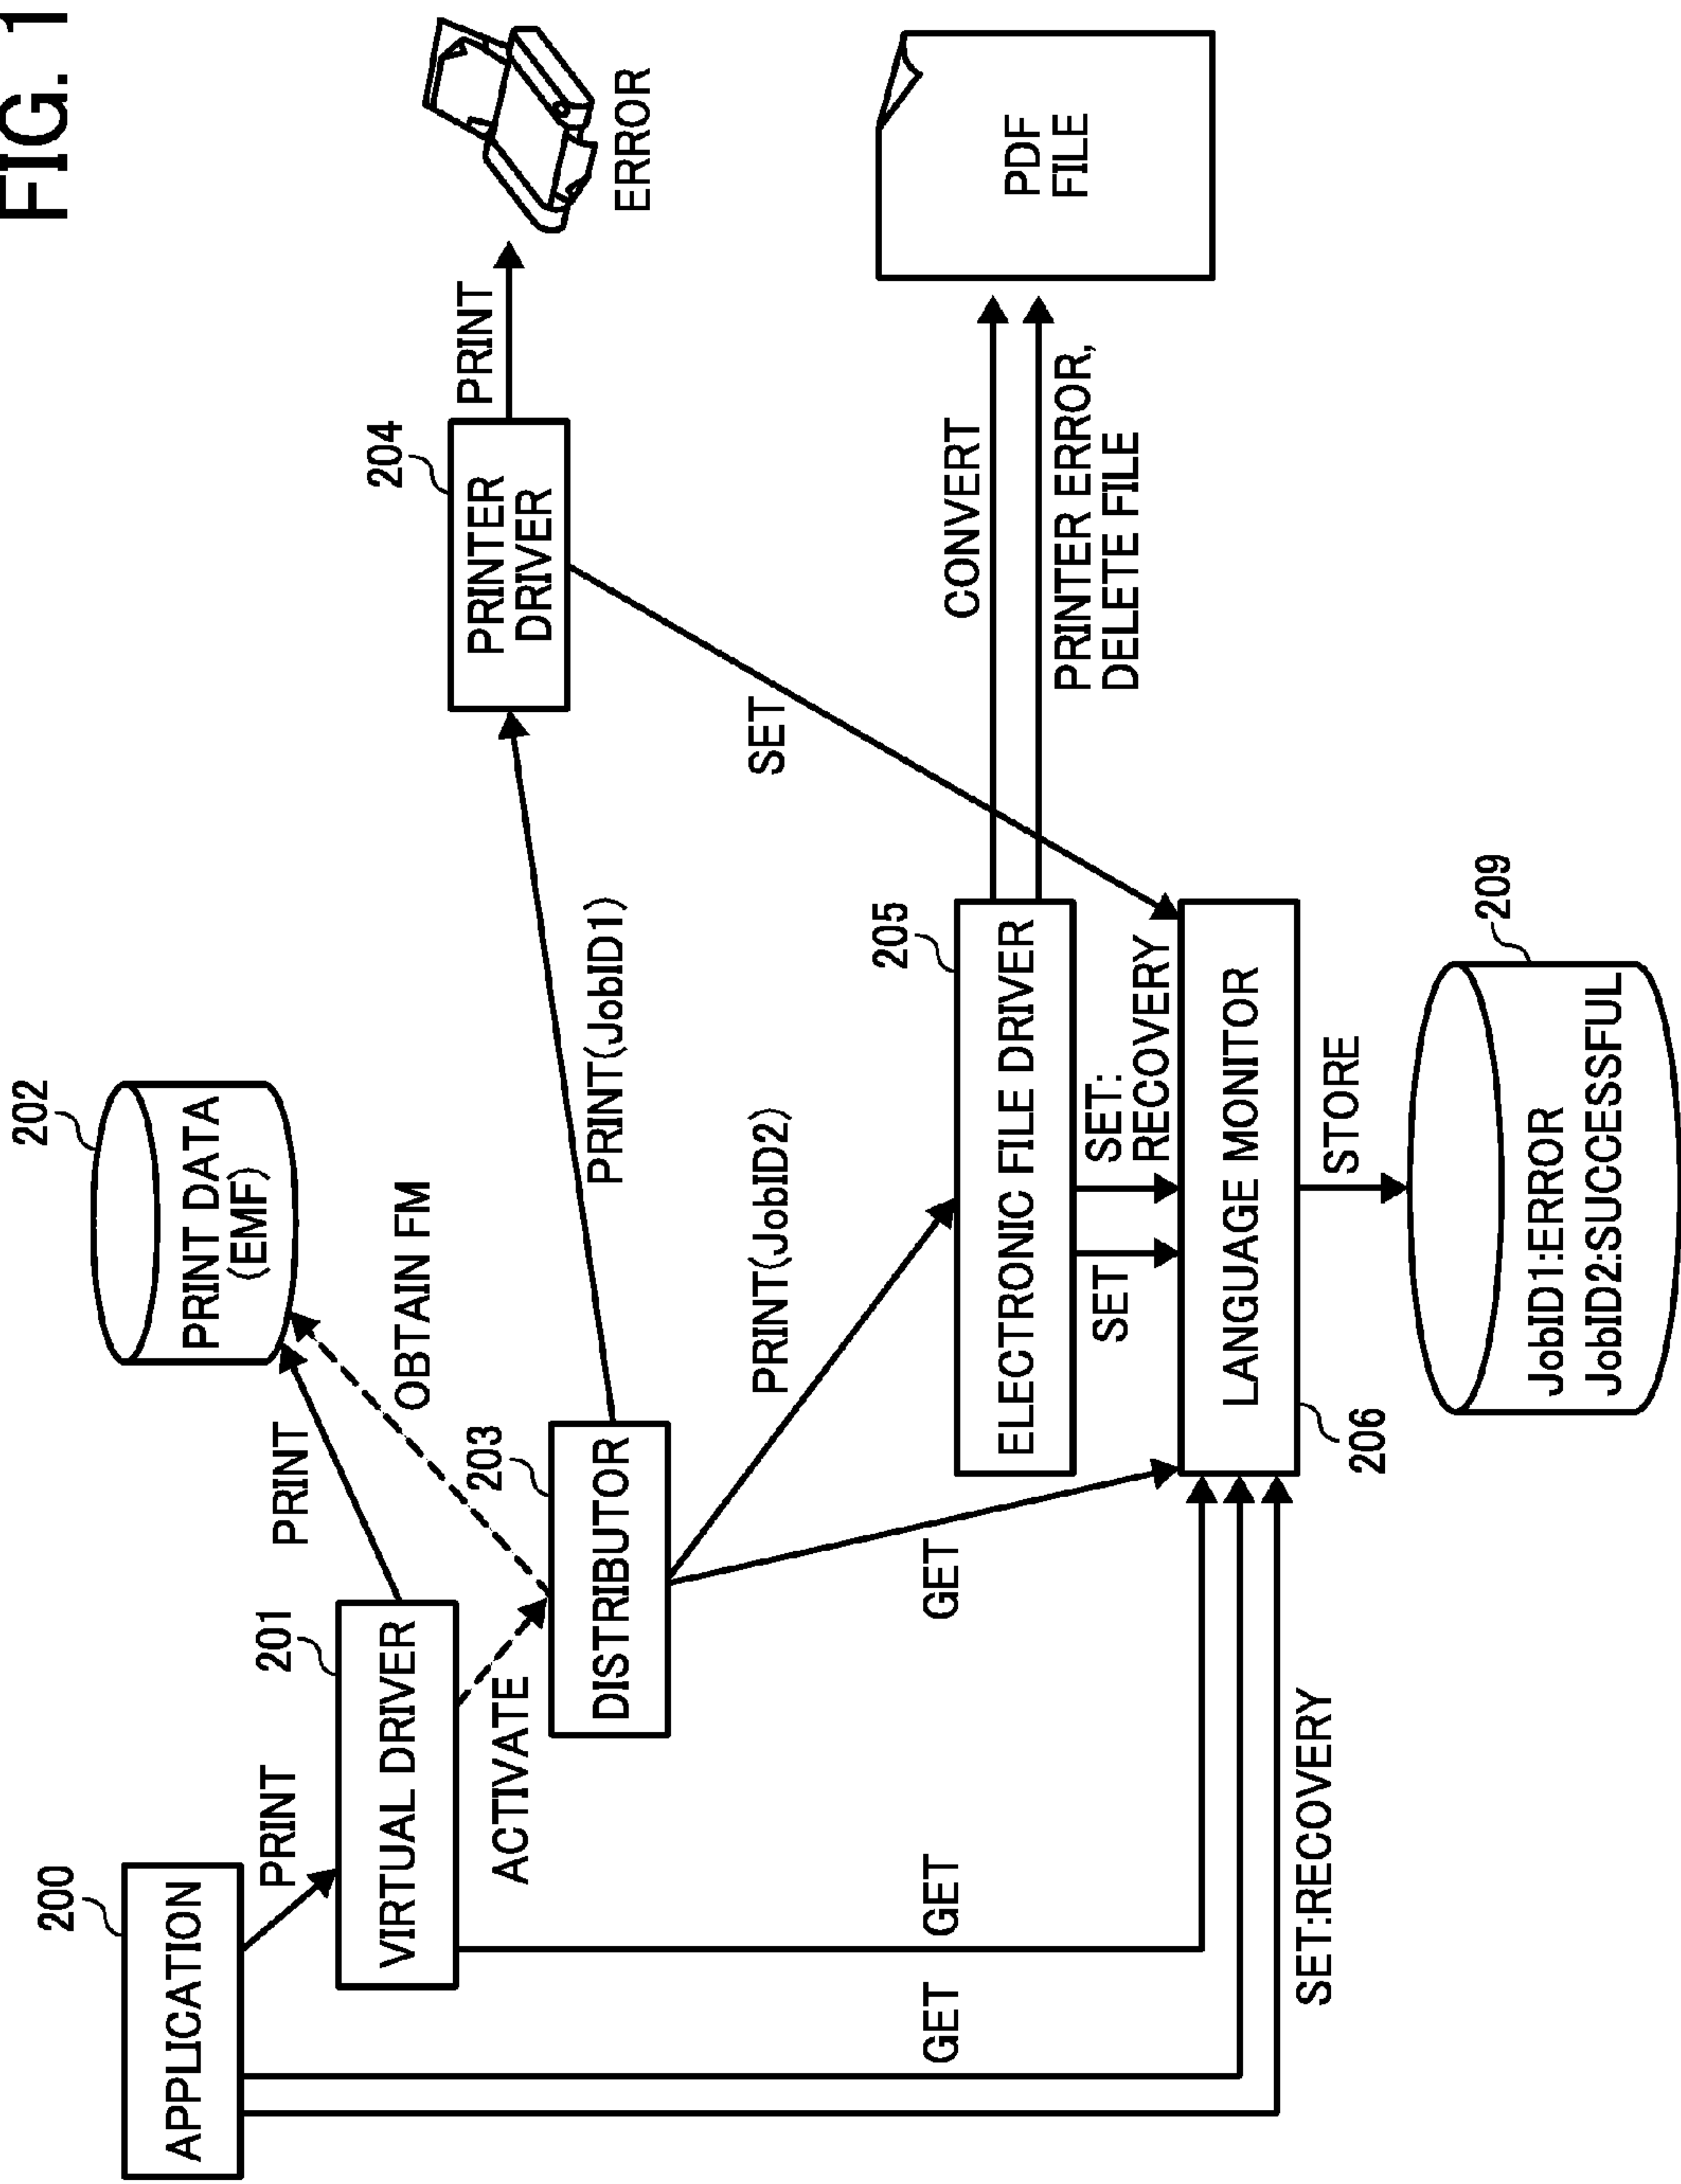 FIG. 1
200
APPLICATION
PRINT
201
VIRTUAL DRIVER
PRINT
202
PRINT DATA
(EMF)
ACTIVATE
OBTAIN FM
203
DISTRIBUTOR
PRINT(JobID1)
204
PRINTER
DRIVER
PRINT
ERROR
PRINT(JobID2)
SET
GET
GET
GET
205
ELECTRONIC FILE DRIVER
CONVERT
PRINTER ERROR,
DELETE FILE
PDF
FILE
SET
SET:
RECOVERY
LANGUAGE MONITOR
206
SET:RECOVERY
STORE
209
JobID1:ERROR
JobID2:SUCCESSFUL